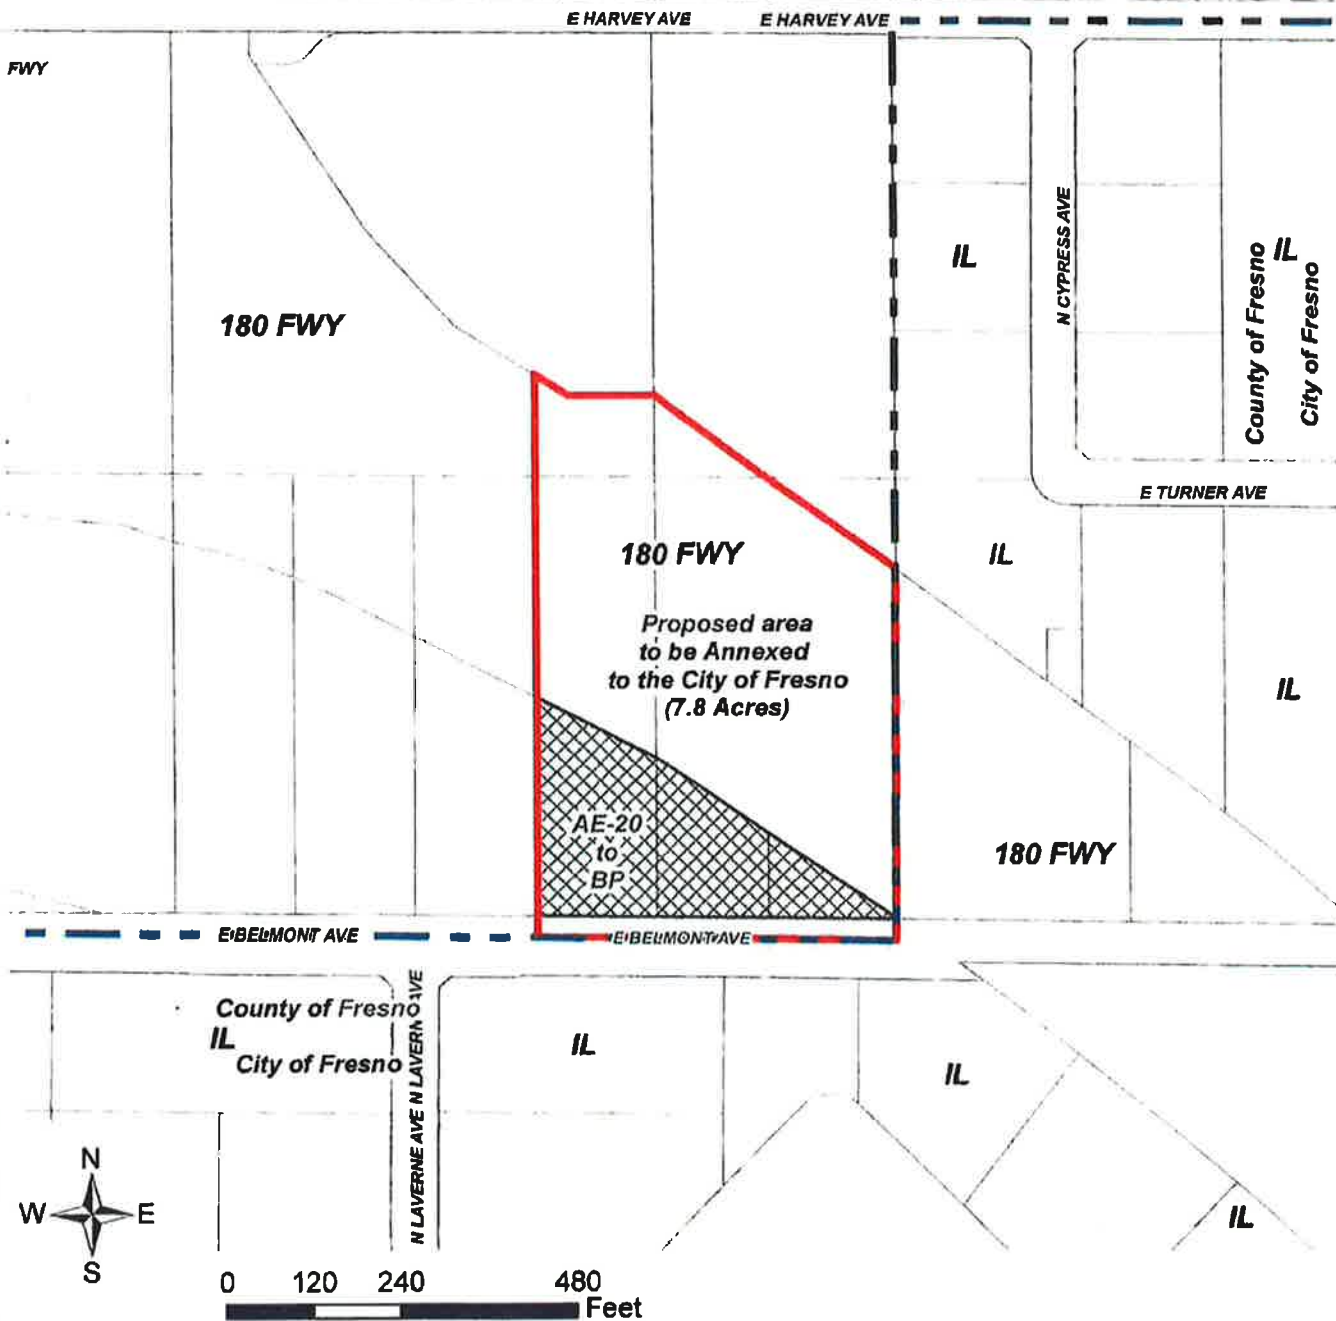 E HARVEY AVE
E HARVEY AVE
FWY
IL
N CYPRESS AVE
County of Fresno
IL
City of Fresno
180 FWY
E TURNER AVE
180 FWY
IL
Proposed area
to be Annexed
to the City of Fresno
(7.8 Acres)
IL
AE-20
to
BP
180 FWY
E BELMONT AVE
E BELMONT AVE
County of Fresno
IL
City of Fresno
N LAVERNE AVE
N LAVERNE AVE
IL
IL
IL
N
W
E
S
0 120 240 480
Feet